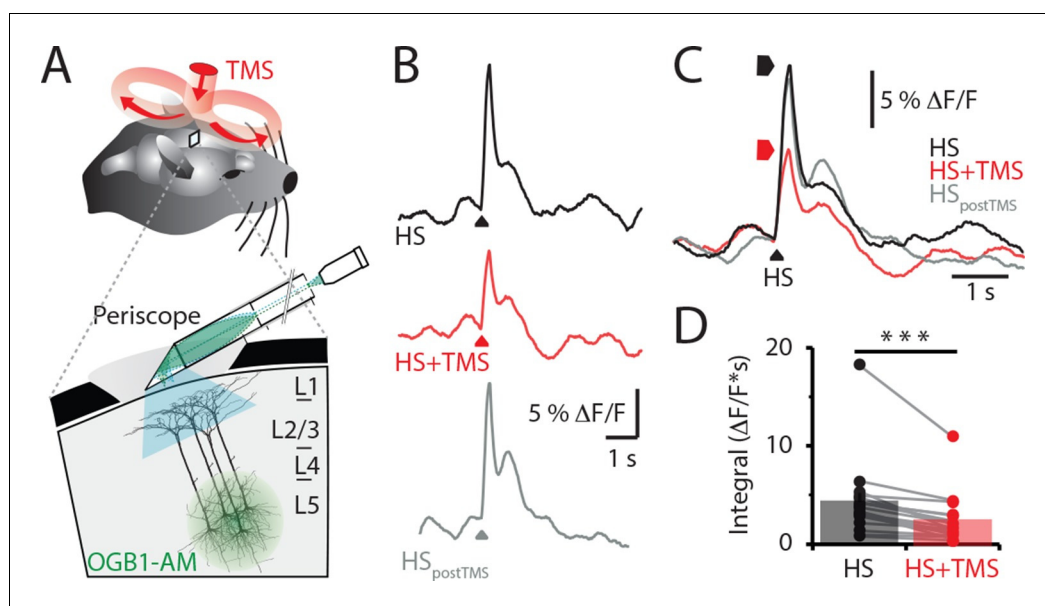 A
TMS
Periscope
L1
L2/3
L4
L5
OGB1-AM
B
HS
HS+TMS
5 % ΔF/F
1 s
HSpostTMS
C
5 % ΔF/F
HS
HS+TMS
HSpostTMS
HS
1 s
D
***
20
10
0
Integral (ΔF/F*s)
HS
HS+TMS